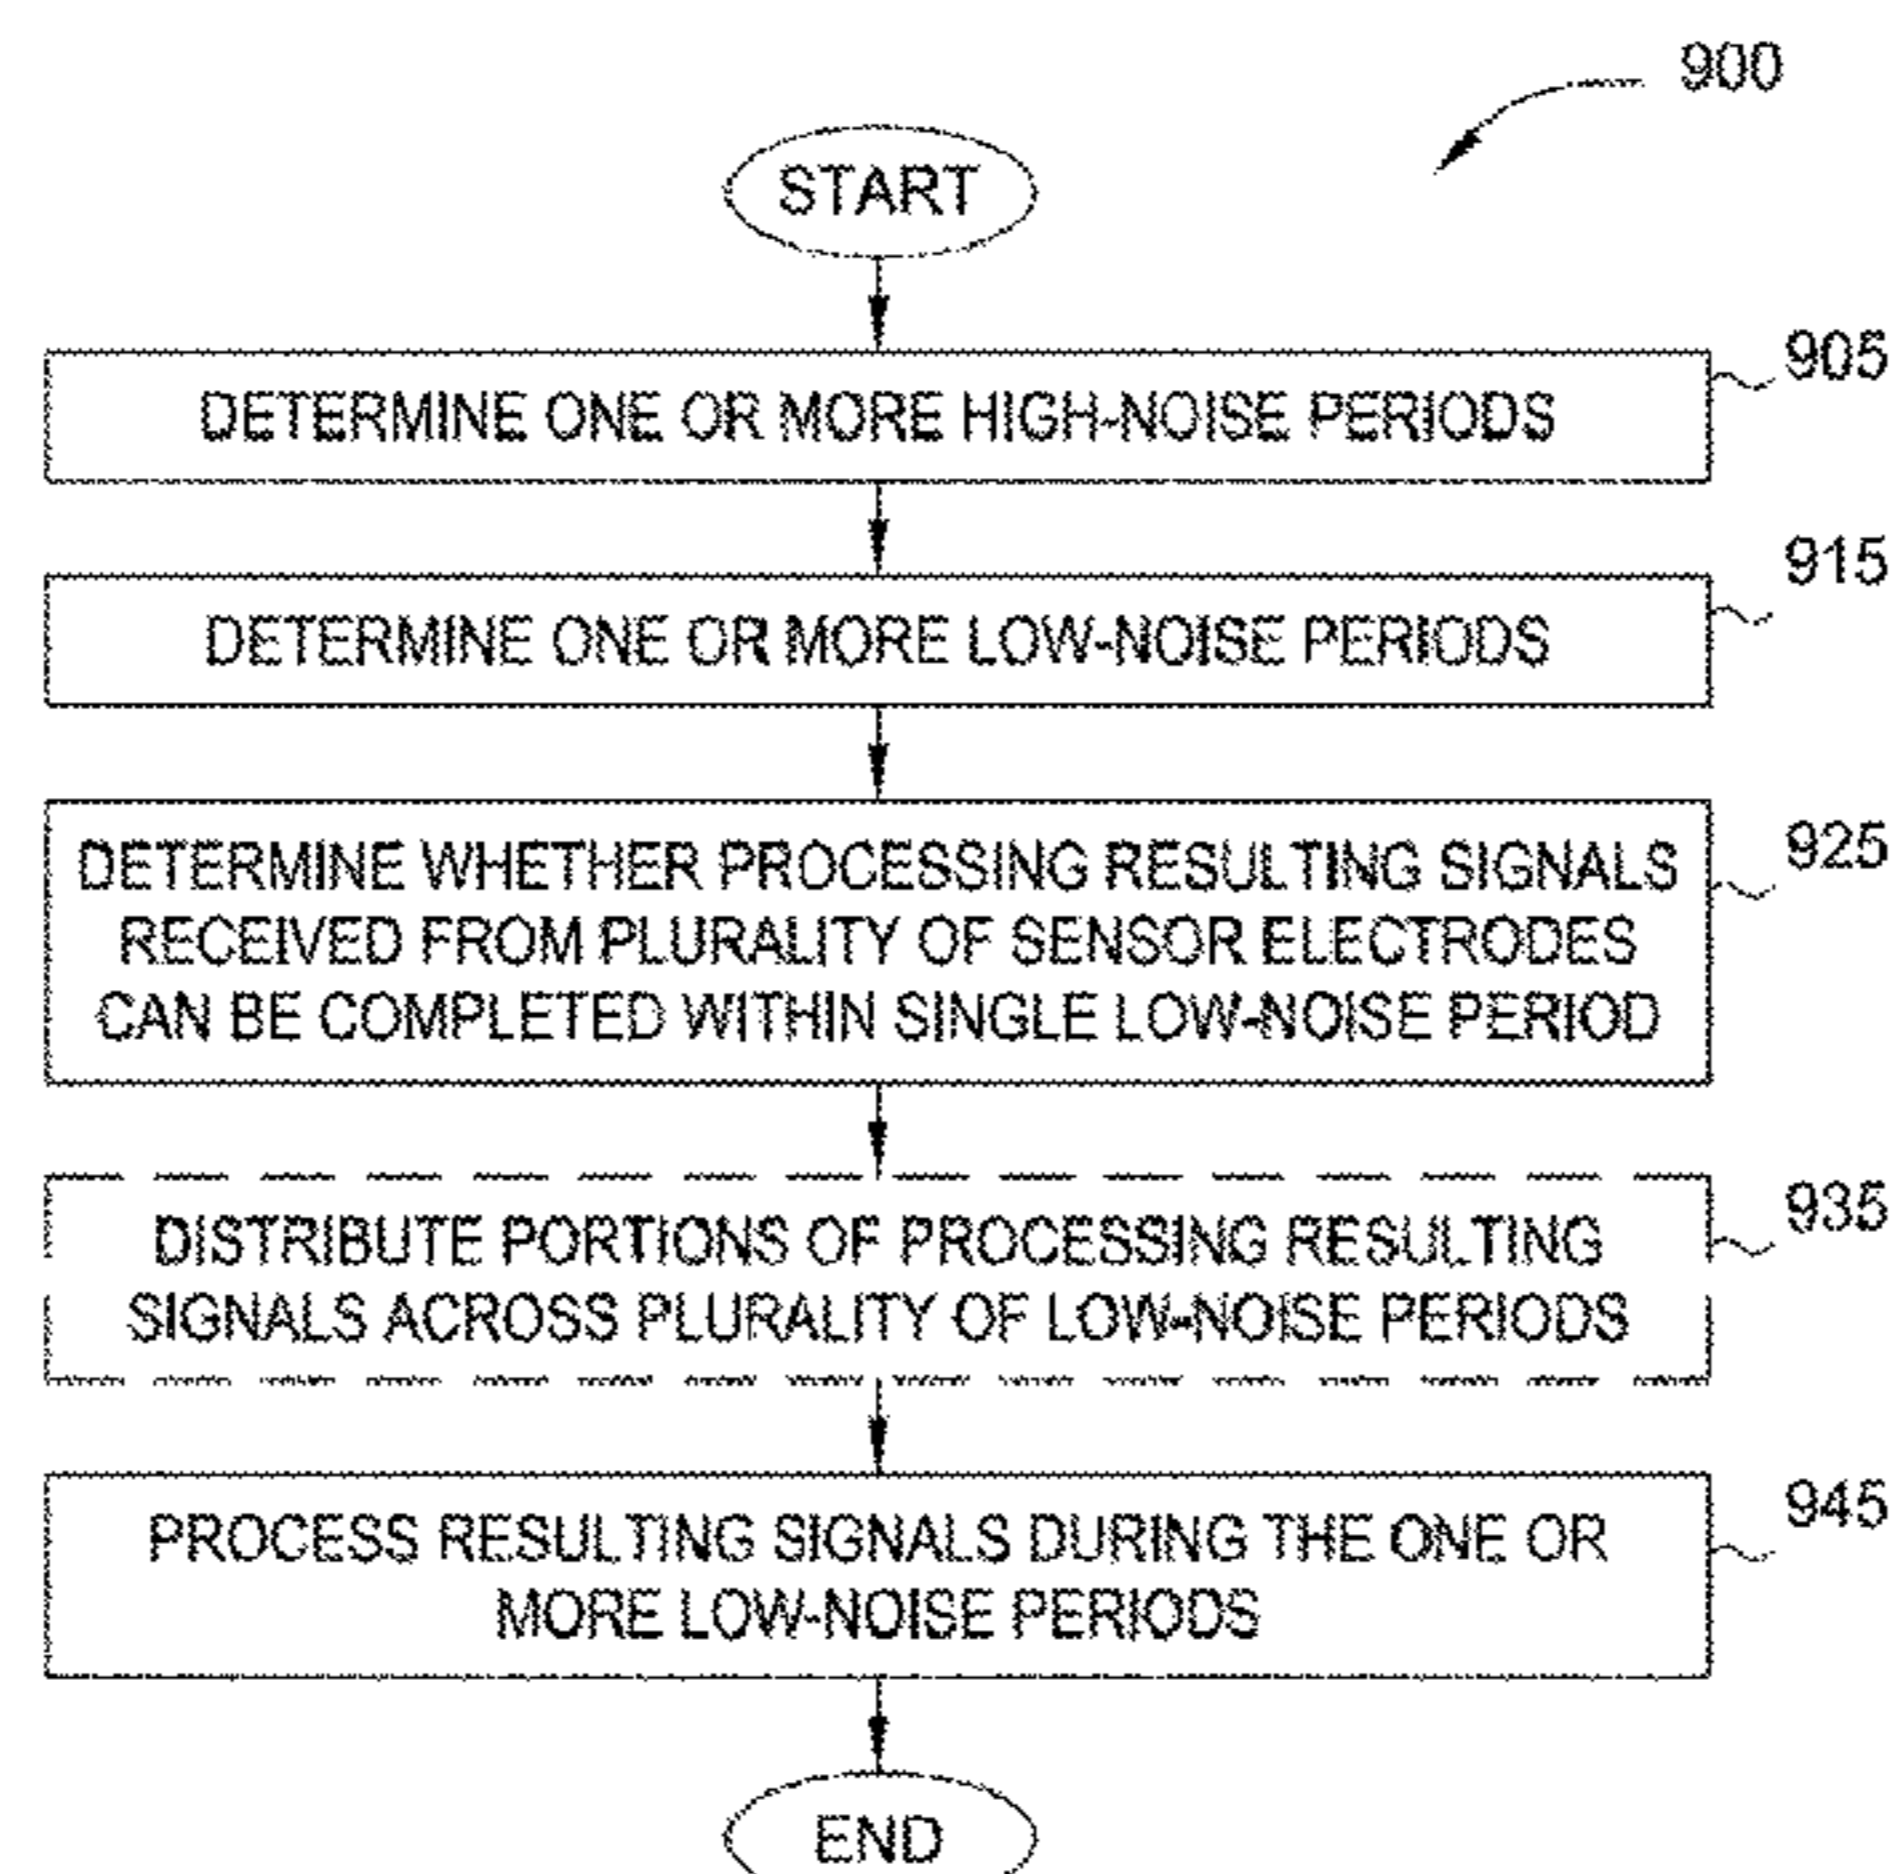 900
START
DETERMINE ONE OR MORE HIGH-NOISE PERIODS
905
DETERMINE ONE OR MORE LOW-NOISE PERIODS
915
DETERMINE WHETHER PROCESSING RESULTING SIGNALS
RECEIVED FROM PLURALITY OF SENSOR ELECTRODES
CAN BE COMPLETED WITHIN SINGLE LOW-NOISE PERIOD
925
DISTRIBUTE PORTIONS OF PROCESSING RESULTING
SIGNALS ACROSS PLURALITY OF LOW-NOISE PERIODS
935
PROCESS RESULTING SIGNALS DURING THE ONE OR
MORE LOW-NOISE PERIODS
945
END